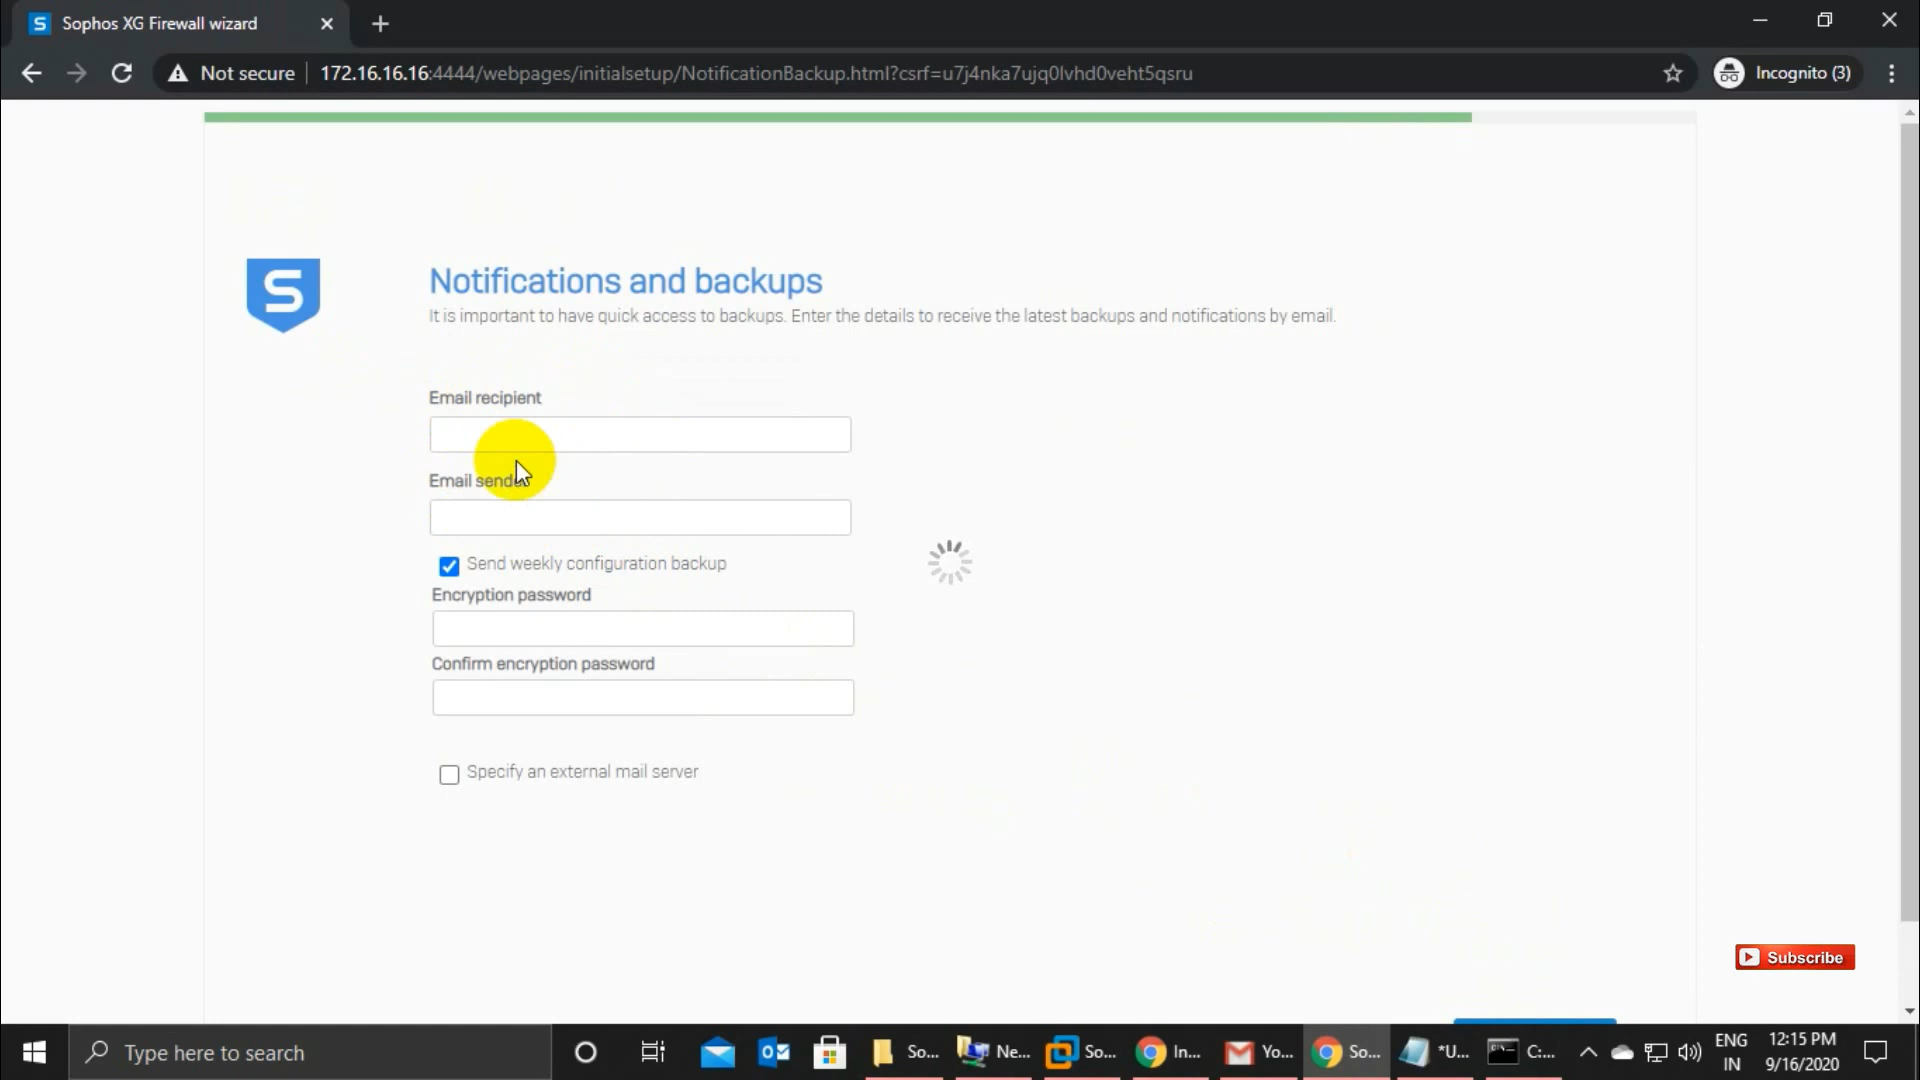 Sophos XG Firewall wizard
Not secure
172.16.16.16:4444/webpages/initialsetup/NotificationBackup.html?csrf=u7j4nka7ujq0lvhd0veht5qsru
Incognito (3)
Notifications and backups
It is important to have quick access to backups. Enter the details to receive the latest backups and notifications by email.
Email recipient
Email sender
Send weekly configuration backup
Encryption password
Confirm encryption password
Specify an external mail server
Subscribe
Type here to search
So...
Ne...
So...
In...
Yo...
So...
*U...
C:...
ENG
IN
12:15 PM
9/16/2020